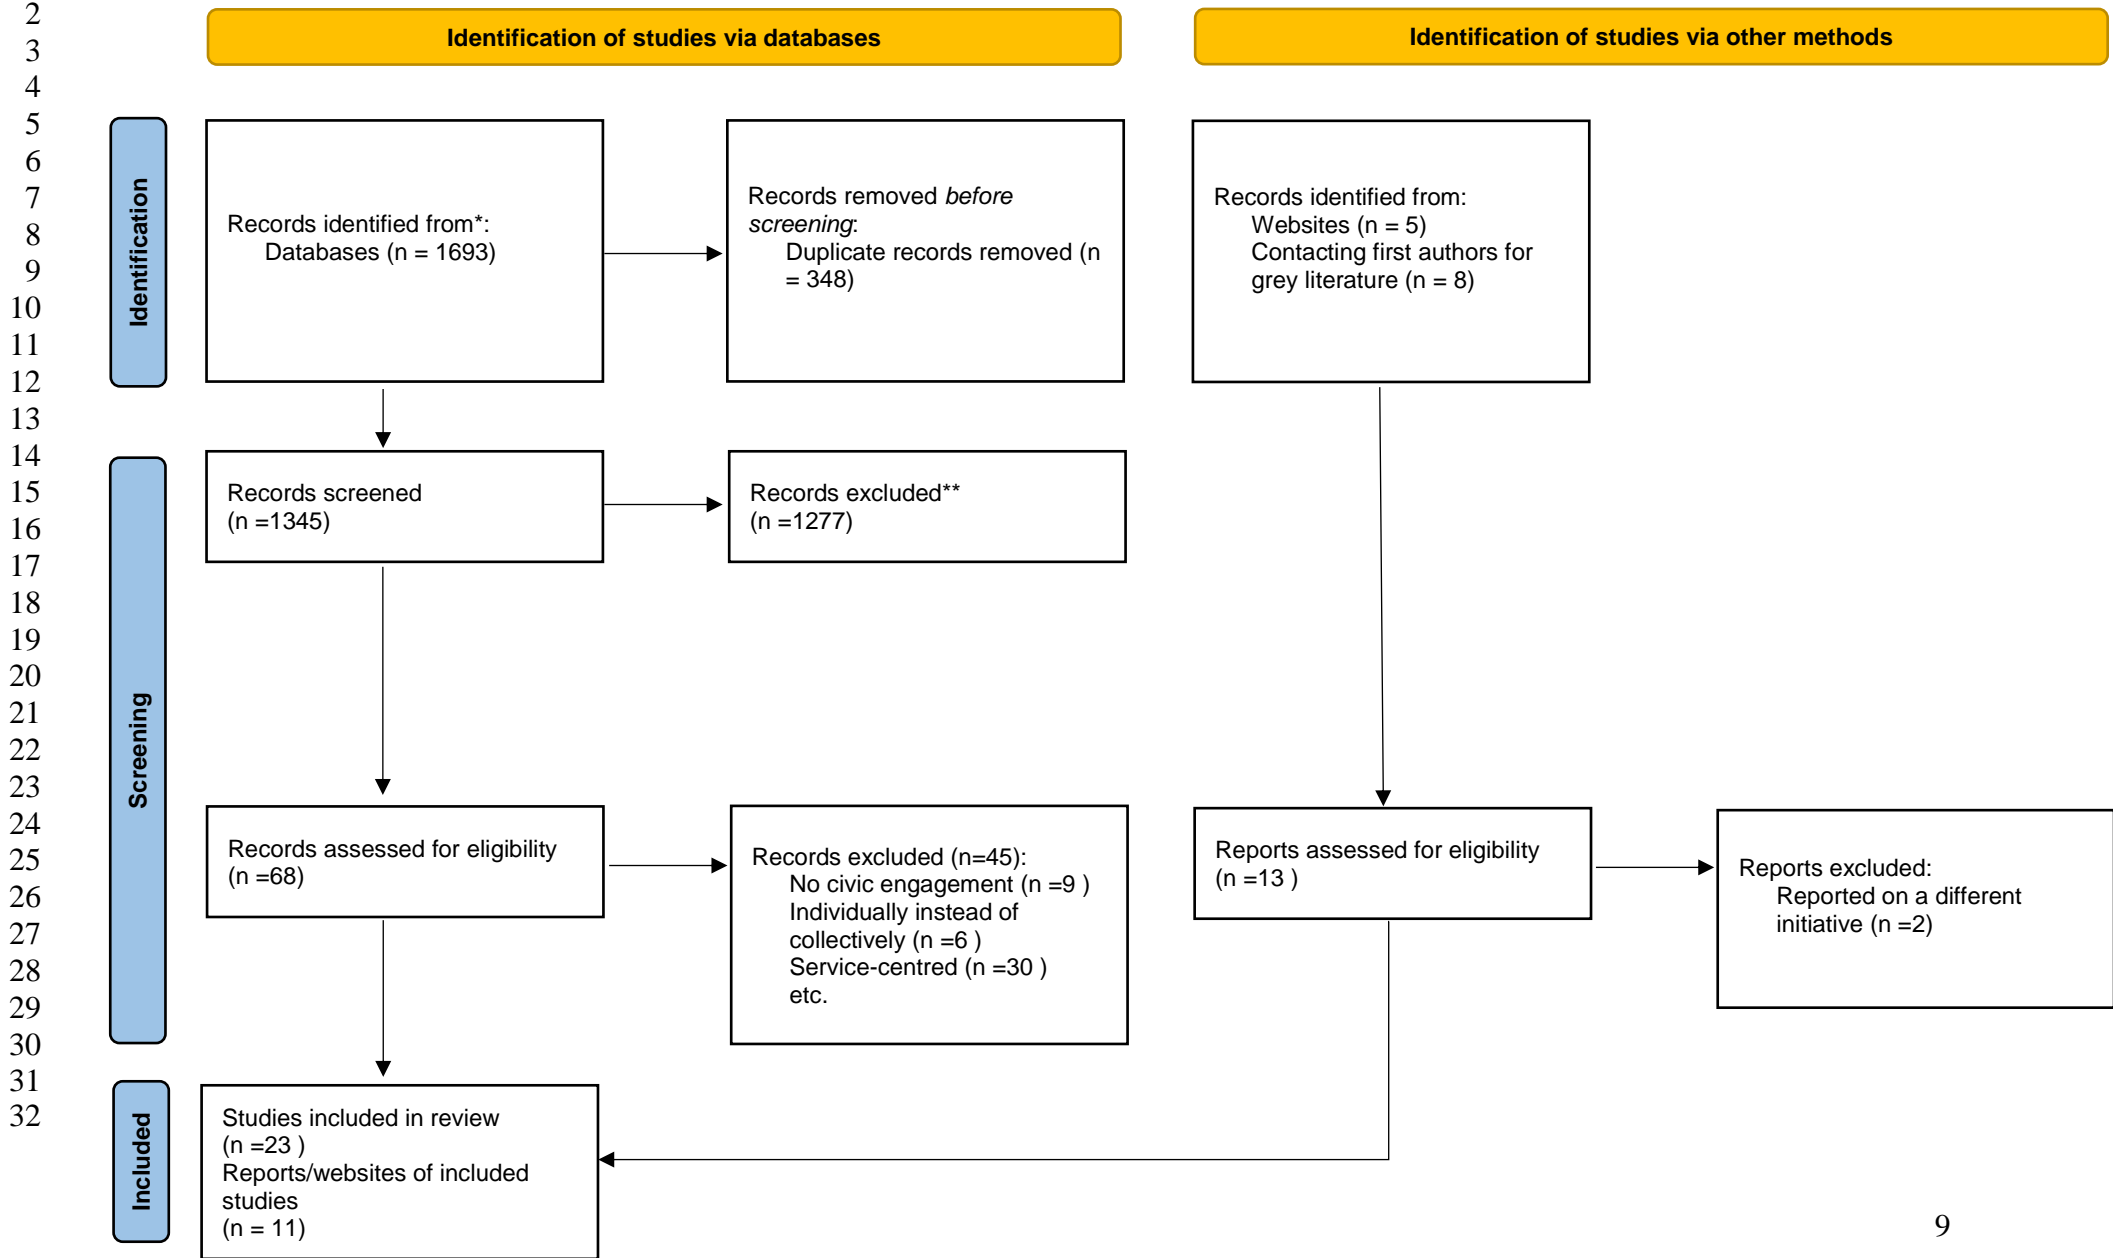 2
3
4
5
6
7
8
9
10
11
12
13
14
15
16
17
18
19
20
21
22
23
24
25
26
27
28
29
30
31
32
Identification of studies via databases
Identification of studies via other methods
Identification
Records identified from*:
Databases (n = 1693)
Records removed before
screening:
Duplicate records removed (n
= 348)
Records identified from:
Websites (n = 5)
Contacting first authors for
grey literature (n = 8)
Screening
Records screened
(n =1345)
Records excluded**
(n =1277)
Records assessed for eligibility
(n =68)
Records excluded (n=45):
No civic engagement (n =9 )
Individually instead of
collectively (n =6 )
Service-centred (n =30 )
etc.
Reports assessed for eligibility
(n =13 )
Reports excluded:
Reported on a different
initiative (n =2)
Included
Studies included in review
(n =23 )
Reports/websites of included
studies
(n = 11)
9